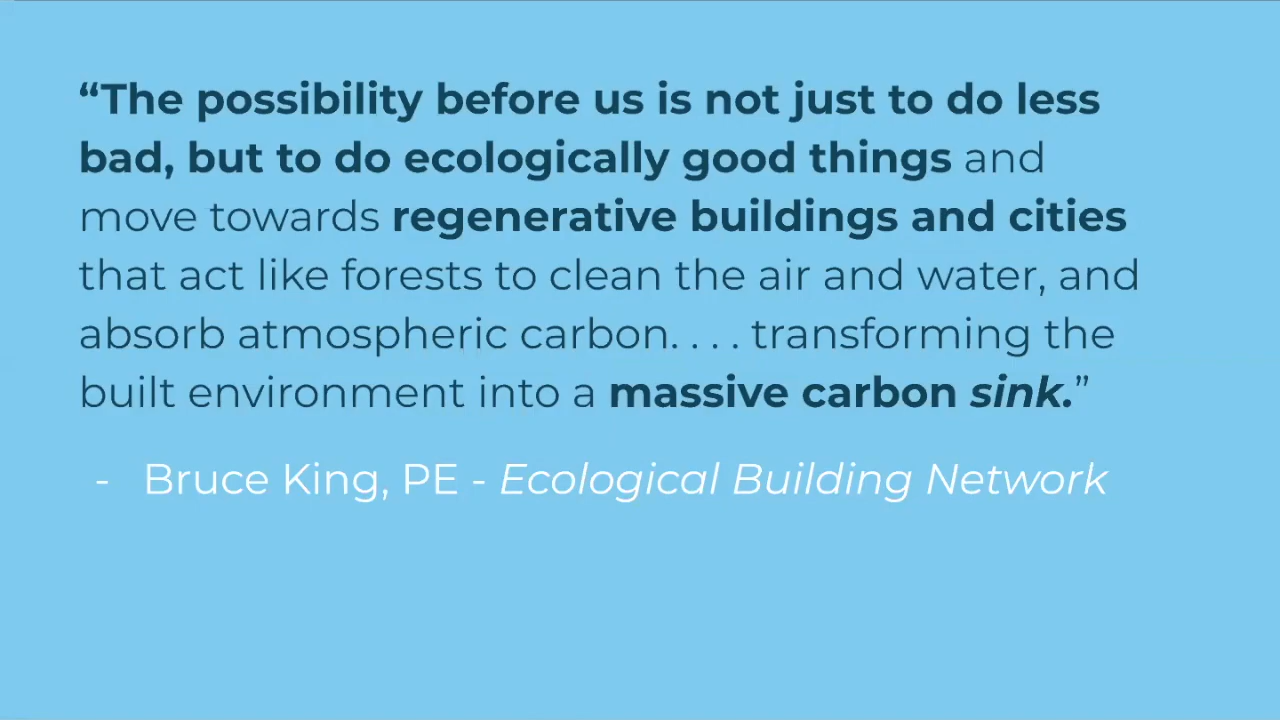 “The possibility before us is not just to do less
bad, but to do ecologically good things and
move towards regenerative buildings and cities
that act like forests to clean the air and water, and
absorb atmospheric carbon. . . . transforming the
built environment into a massive carbon sink.”
- Bruce King, PE - Ecological Building Network